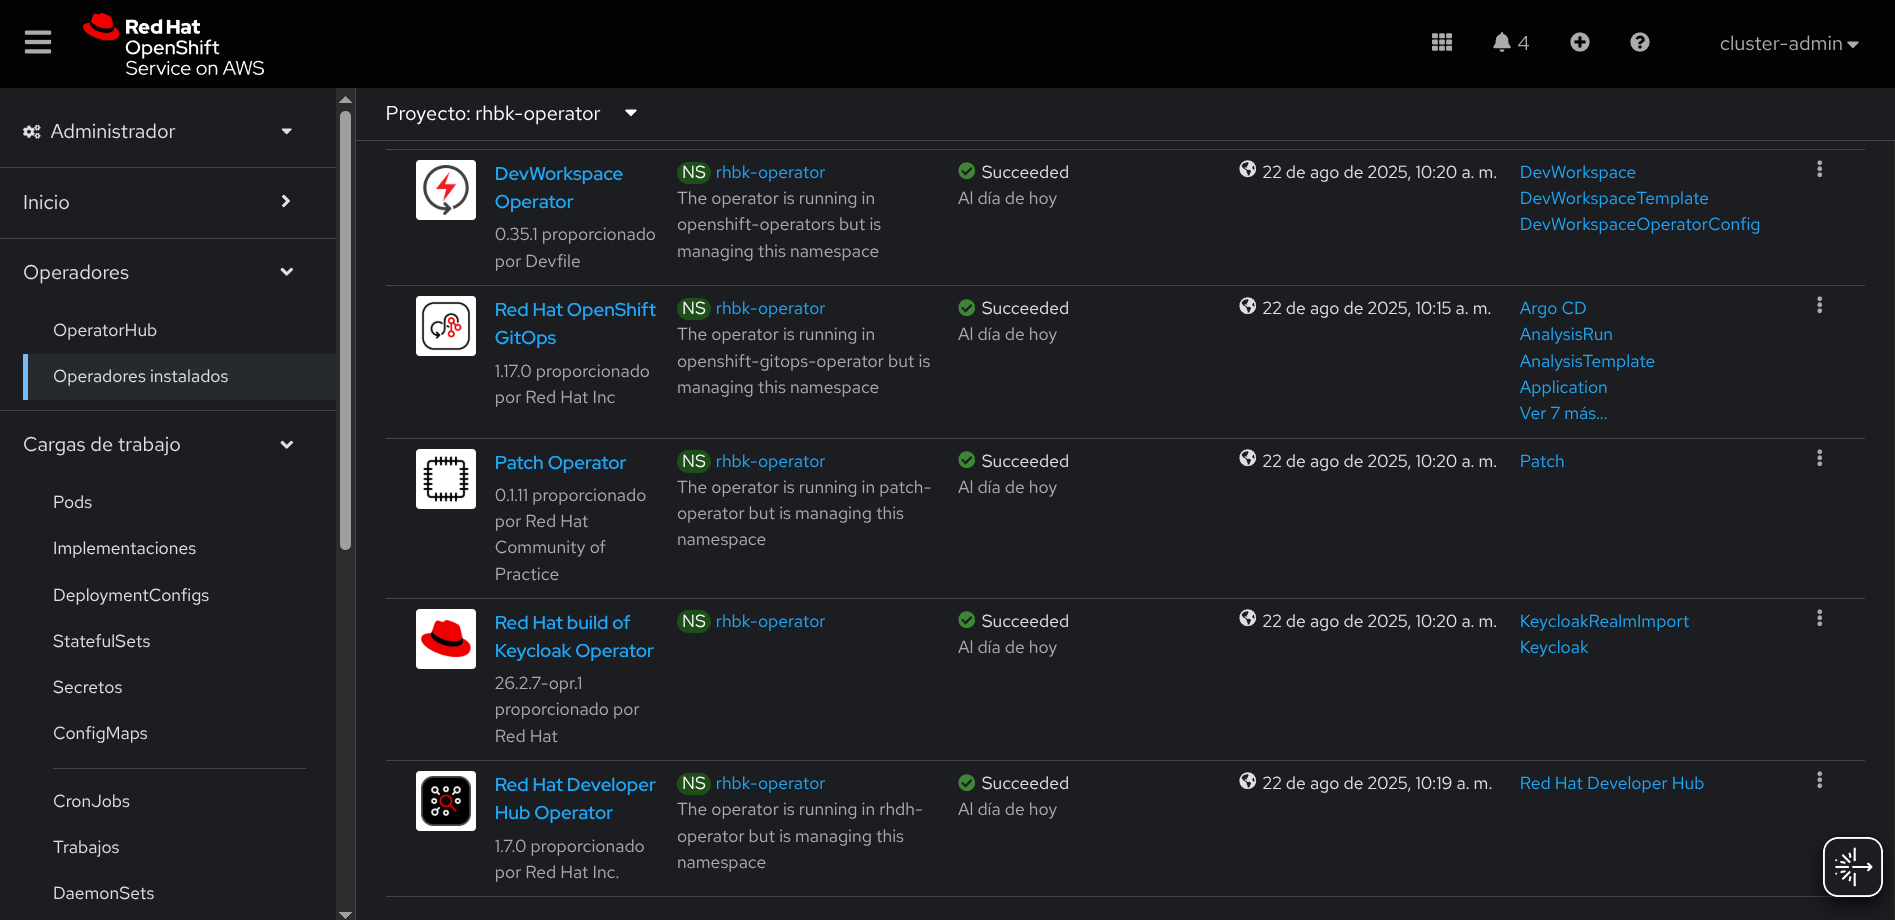 Red Hat
OpenShift
Service on AWS
4
cluster-admin
Administrador
Inicio
Operadores
OperatorHub
Operadores instalados
Cargas de trabajo
Pods
Implementaciones
DeploymentConfigs
StatefulSets
Secretos
ConfigMaps
CronJobs
Trabajos
DaemonSets
Proyecto: rhbk-operator
DevWorkspace
Operator
0.35.1 proporcionado
por Devfile
NS rhbk-operator
The operator is running in
openshift-operators but is
managing this namespace
Succeeded
Al día de hoy
22 de ago de 2025, 10:20 a. m.
DevWorkspace
DevWorkspaceTemplate
DevWorkspaceOperatorConfig
Red Hat OpenShift
GitOps
1.17.0 proporcionado
por Red Hat Inc
NS rhbk-operator
The operator is running in
openshift-gitops-operator but is
managing this namespace
Succeeded
Al día de hoy
22 de ago de 2025, 10:15 a. m.
Argo CD
AnalysisRun
AnalysisTemplate
Application
Ver 7 más...
Patch Operator
0.1.11 proporcionado
por Red Hat
Community of
Practice
NS rhbk-operator
The operator is running in patch-
operator but is managing this
namespace
Succeeded
Al día de hoy
22 de ago de 2025, 10:20 a. m.
Patch
Red Hat build of
Keycloak Operator
26.2.7-opr.1
proporcionado por
Red Hat
NS rhbk-operator
Succeeded
Al día de hoy
22 de ago de 2025, 10:20 a. m.
KeycloakRealmImport
Keycloak
Red Hat Developer
Hub Operator
1.7.0 proporcionado
por Red Hat Inc.
NS rhbk-operator
The operator is running in rhdh-
operator but is managing this
namespace
Succeeded
Al día de hoy
22 de ago de 2025, 10:19 a. m.
Red Hat Developer Hub